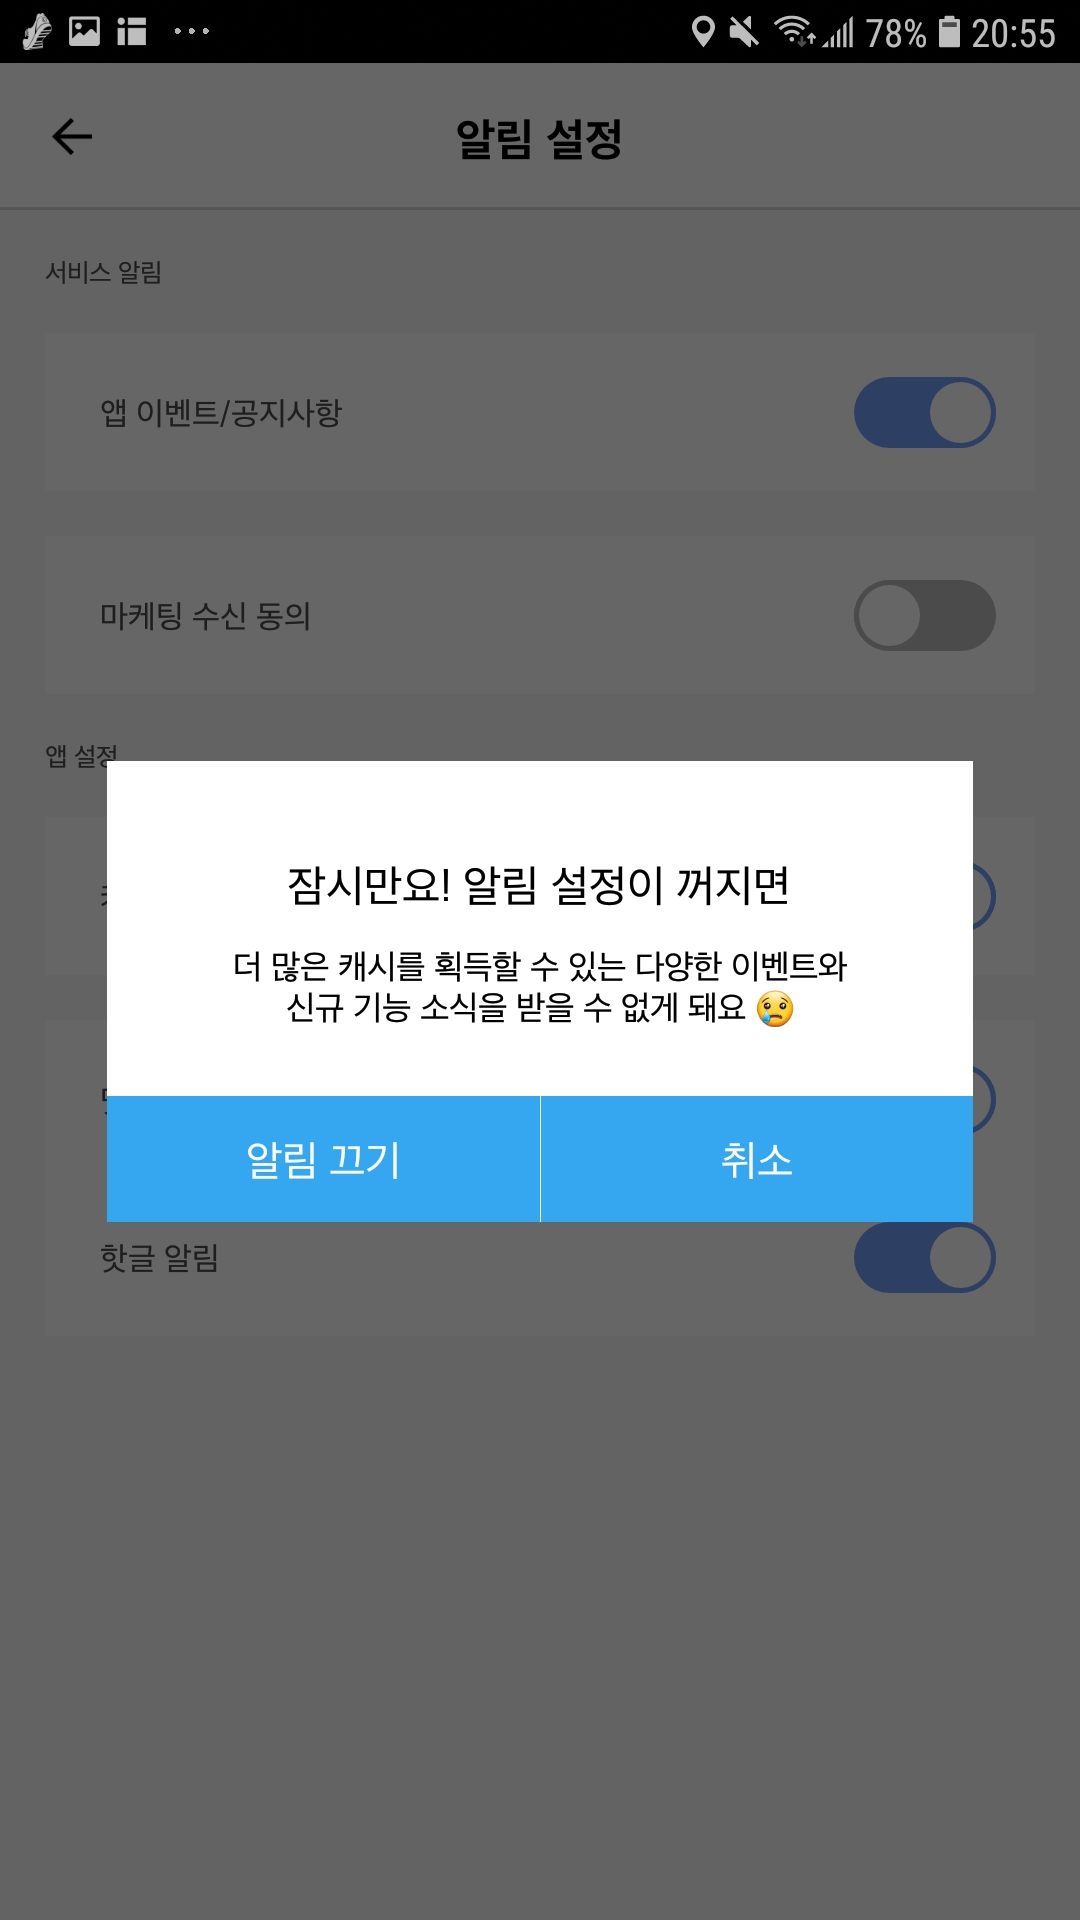 78% 20:55
알림 설정
서비스 알림
앱 이벤트/공지사항
마케팅 수신 동의
앱 설정
잠시만요! 알림 설정이 꺼지면
더 많은 캐시를 획득할 수 있는 다양한 이벤트와
신규 기능 소식을 받을 수 없게 돼요 😢
알림 끄기 취소
핫글 알림